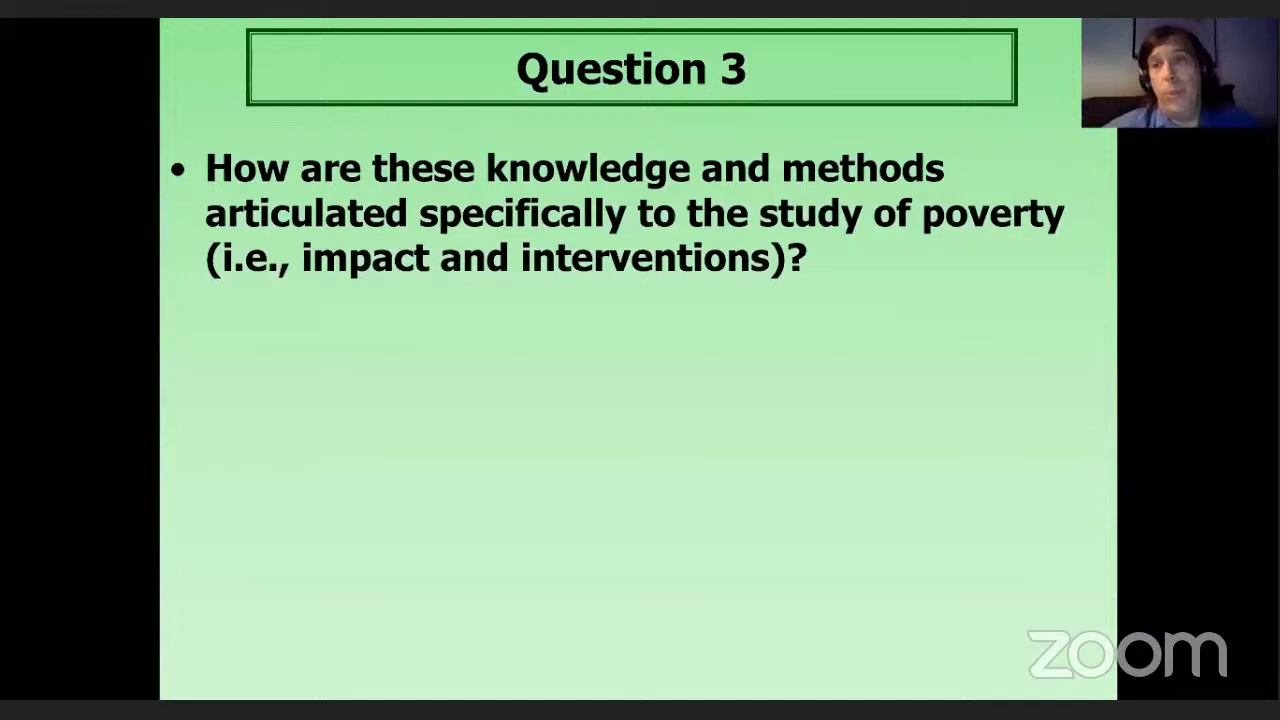 Question 3
• How are these knowledge and methods
articulated specifically to the study of poverty
(i.e., impact and interventions)?
zoom